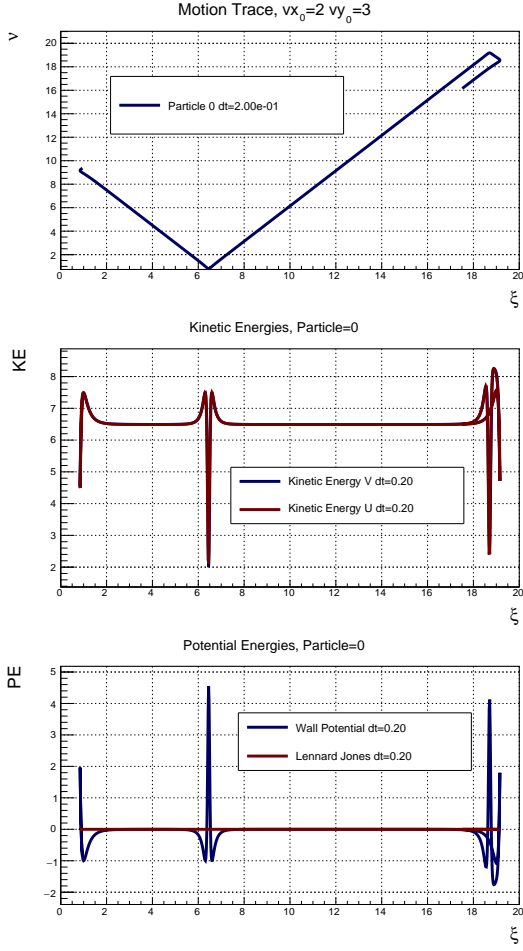 Motion Trace, vx0=2 vy0=3
ν
20
18
16
14
12
10
8
6
4
2
Particle 0 dt=2.00e-01
0 2 4 6 8 10 12 14 16 18 20
ξ
Kinetic Energies, Particle=0
KE
8
7
6
5
4
3
2
Kinetic Energy V dt=0.20
Kinetic Energy U dt=0.20
0 2 4 6 8 10 12 14 16 18 20
ξ
Potential Energies, Particle=0
PE
5
4
3
2
1
0
−1
−2
Wall Potential dt=0.20
Lennard Jones dt=0.20
0 2 4 6 8 10 12 14 16 18 20
ξ